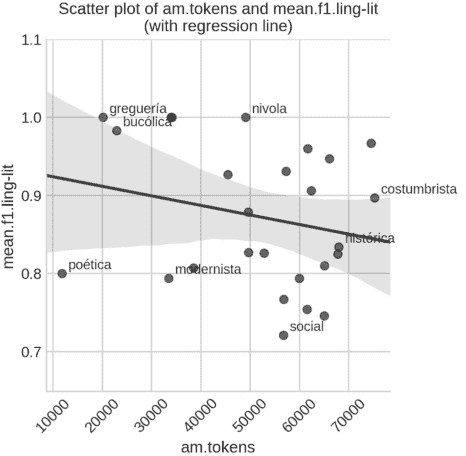 Scatter plot of am.tokens and mean.f1.ling-lit
(with regression line)
1.1
1.0
0.9
0.8
0.7
mean.f1.ling-lit
greguería
bucólica
nivola
costumbrista
histórica
poética
modernista
social
10000
20000
30000
40000
50000
60000
70000
am.tokens